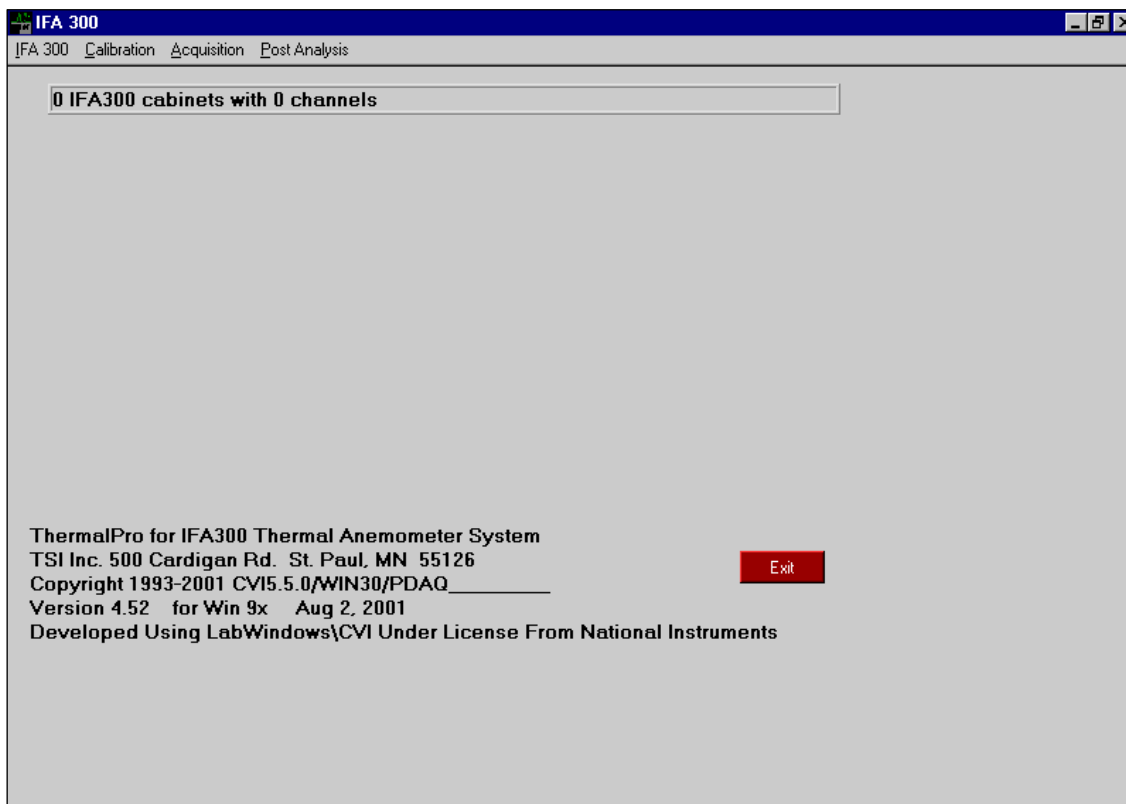 IFA 300
IFA 300 Calibration Acquisition Post Analysis
0 IFA300 cabinets with 0 channels
ThermalPro for IFA300 Thermal Anemometer System
TSI Inc. 500 Cardigan Rd. St. Paul, MN 55126
Exit
Copyright 1993-2001 CVI5.5.0/WIN30/PDAQ__________
Version 4.52 for Win 9x Aug 2, 2001
Developed Using LabWindows\CVI Under License From National Instruments